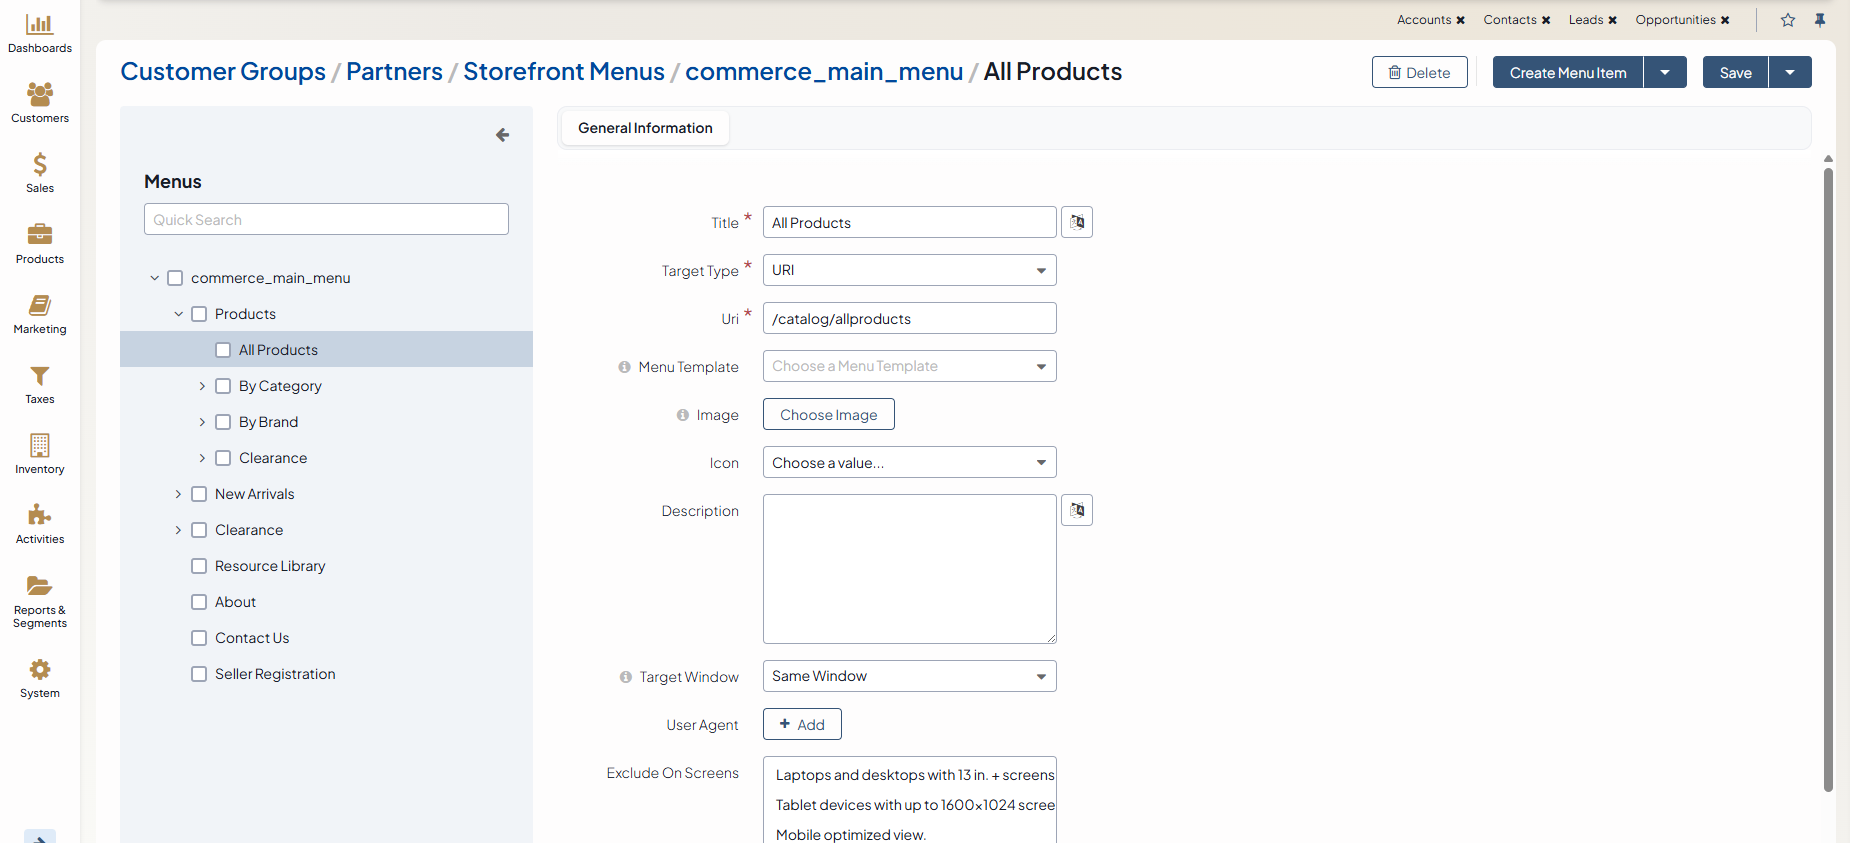 Accounts ✖ Contacts ✖ Leads ✖ Opportunities ✖
Dashboards
Customers
Sales
Products
Marketing
Taxes
Inventory
Activities
Reports &
Segments
System
Customer Groups / Partners / Storefront Menus / commerce_main_menu / All Products
Delete
Create Menu Item
Save
Menus
Quick Search
commerce_main_menu
Products
All Products
By Category
By Brand
Clearance
New Arrivals
Clearance
Resource Library
About
Contact Us
Seller Registration
General Information
Title * All Products
Target Type * URI
Uri * /catalog/allproducts
Menu Template Choose a Menu Template
Image Choose Image
Icon Choose a value...
Description
Target Window Same Window
User Agent + Add
Exclude On Screens Laptops and desktops with 13 in. + screens
Tablet devices with up to 1600×1024 scree
Mobile optimized view.